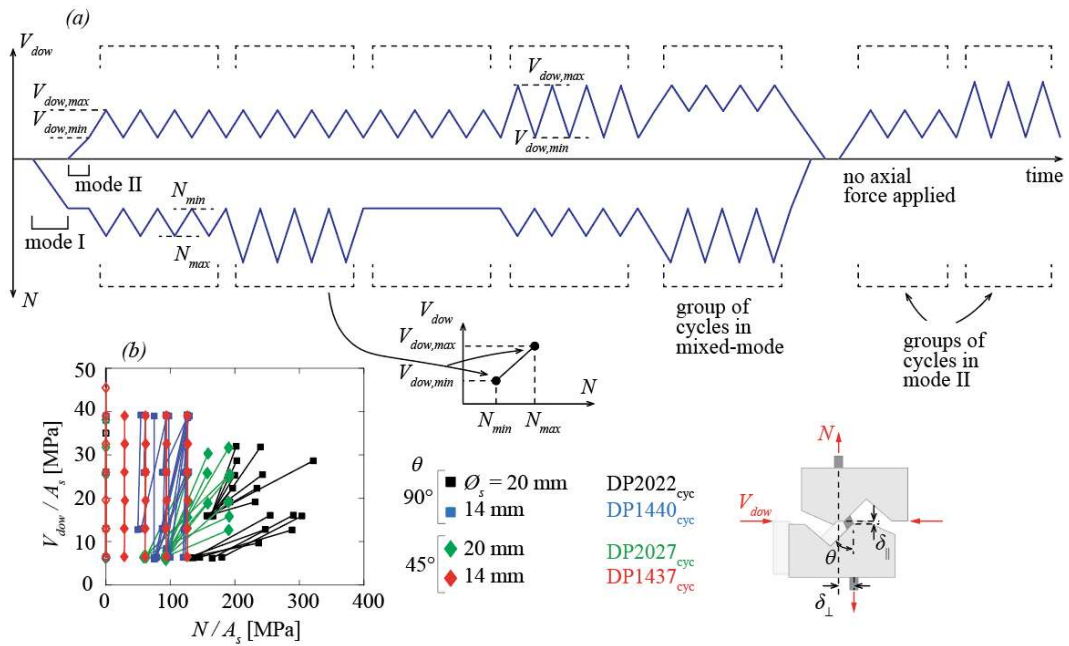 (a)
V_dow
V_dow,max
V_dow,min
V_dow,max
V_dow,min
mode II
mode I
N_min
N_max
N
no axial
force applied
time
group of
cycles in
mixed-mode
groups of
cycles in
mode II
V_dow
V_dow,max
V_dow,min
N
N_min
N_max
(b)
50
40
30
20
10
0
V_dow / A_s [MPa]
0
100
200
300
400
N / A_s [MPa]
θ
90°
Ø_s = 20 mm
DP2022_cyc
14 mm
DP1440_cyc
45°
20 mm
DP2027_cyc
14 mm
DP1437_cyc
N
V_dow
θ
δ_||
δ_⊥